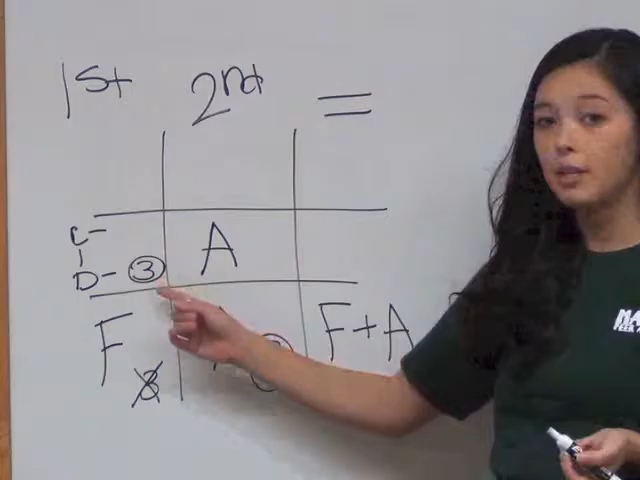 1st 2nd =
C-
D- 3 A
F F+A